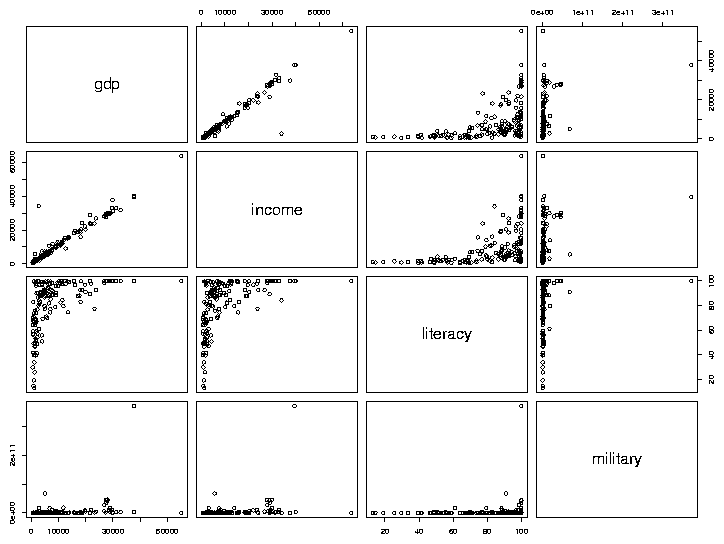 0 10000 30000 60000
0e+00 1e+11 2e+11 3e+11
gdp
0 20000 40000
0 20000 40000 60000
income
literacy
20 40 60 80 100
0e+00 2e+11
military
0 10000 30000 60000
20 40 60 80 100